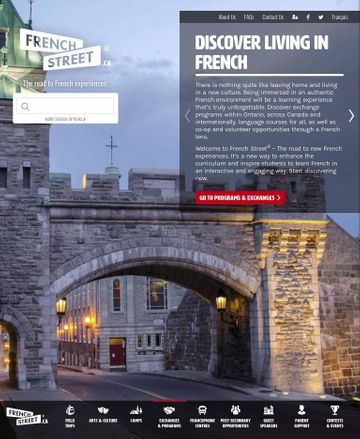 About Us FAQs Contact Us Aa Français
FRENCH
STREET®
.CA
The road to French experiences.
MORE SEARCH OPTIONS >
DISCOVER LIVING IN
FRENCH
There is nothing quite like leaving home and living
in a new culture. Being immersed in an authentic
French environment will be a learning experience
that's truly unforgettable. Discover exchange
programs within Ontario, across Canada and
internationally, language courses for all, as well as
co-op and volunteer opportunities through a French
lens.
Welcome to French Street® – The road to new French
experiences. It's a new way to enhance the
curriculum and inspire students to learn French in
an interactive and engaging way. Start discovering
now.
GO TO PROGRAMS & EXCHANGES >
FRENCH
STREET
.CA
FIELD
TRIPS
ARTS & CULTURE
CAMPS
EXCHANGES
& PROGRAMS
FRANCOPHONE
CENTRES
POST-SECONDARY
OPPORTUNITIES
GUEST
SPEAKERS
PARENT
SUPPORT
CONTESTS
& EVENTS